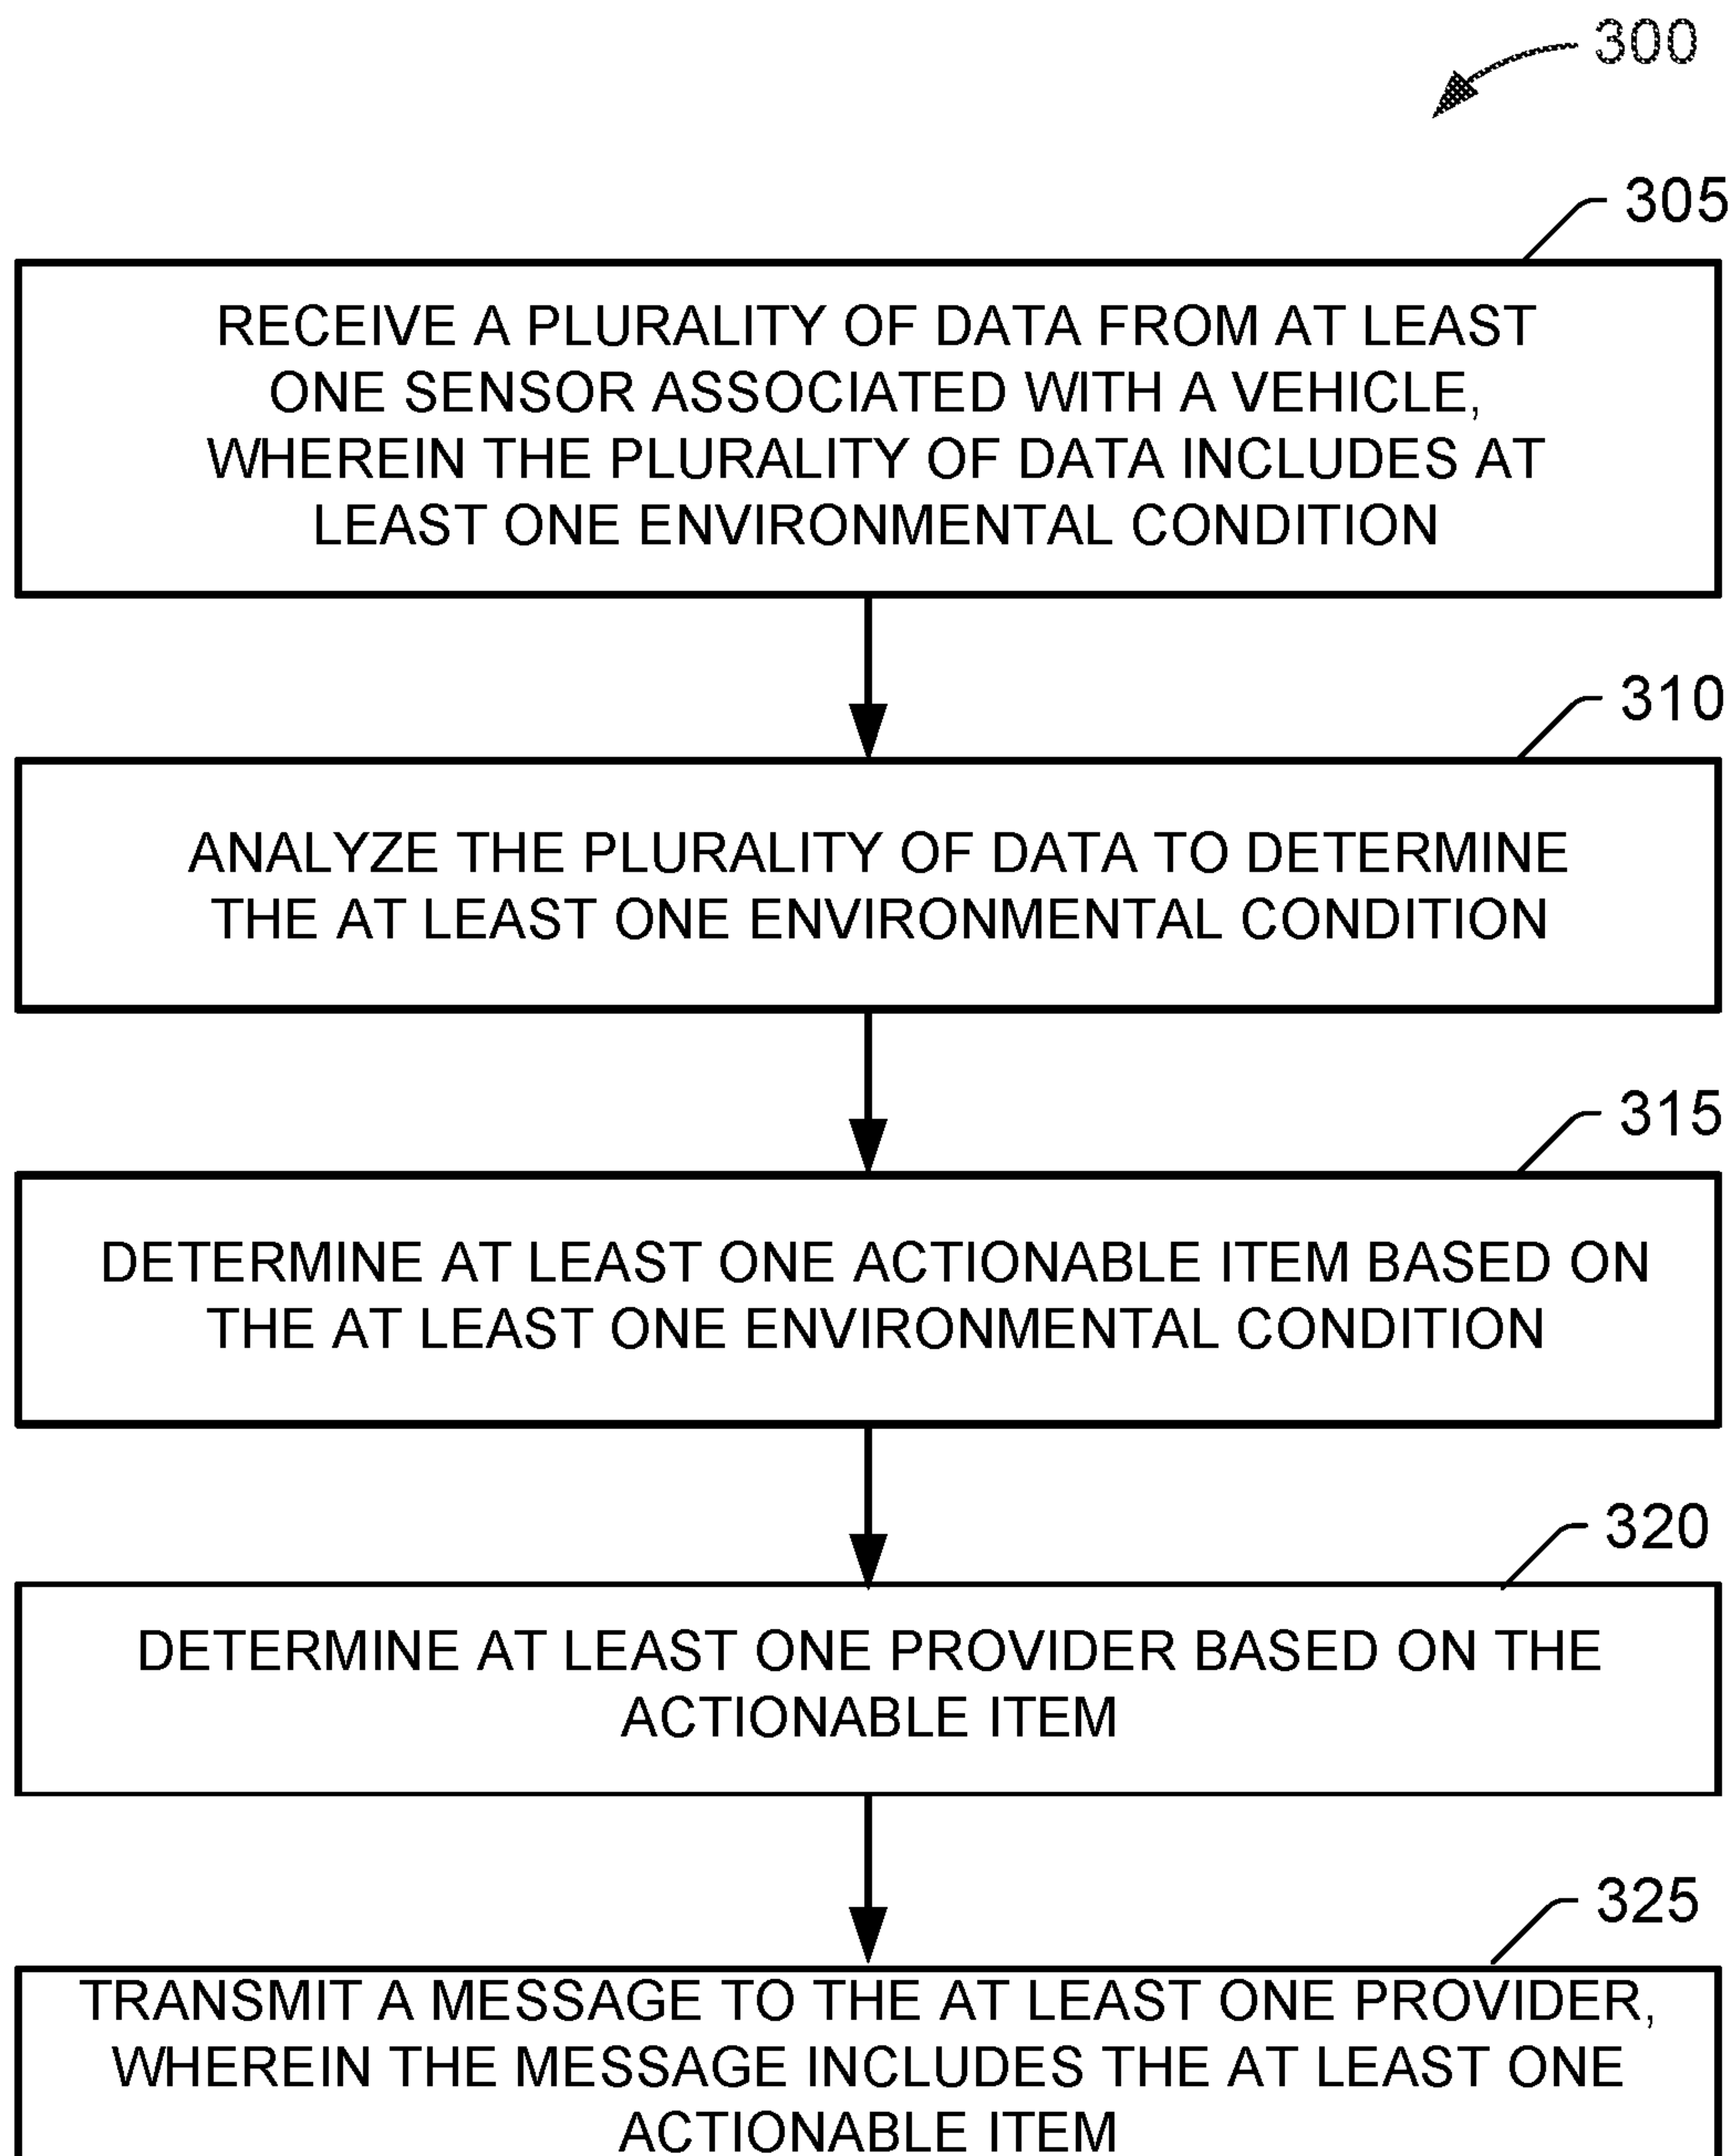 300
305
RECEIVE A PLURALITY OF DATA FROM AT LEAST
ONE SENSOR ASSOCIATED WITH A VEHICLE,
WHEREIN THE PLURALITY OF DATA INCLUDES AT
LEAST ONE ENVIRONMENTAL CONDITION
310
ANALYZE THE PLURALITY OF DATA TO DETERMINE
THE AT LEAST ONE ENVIRONMENTAL CONDITION
315
DETERMINE AT LEAST ONE ACTIONABLE ITEM BASED ON
THE AT LEAST ONE ENVIRONMENTAL CONDITION
320
DETERMINE AT LEAST ONE PROVIDER BASED ON THE
ACTIONABLE ITEM
325
TRANSMIT A MESSAGE TO THE AT LEAST ONE PROVIDER,
WHEREIN THE MESSAGE INCLUDES THE AT LEAST ONE
ACTIONABLE ITEM